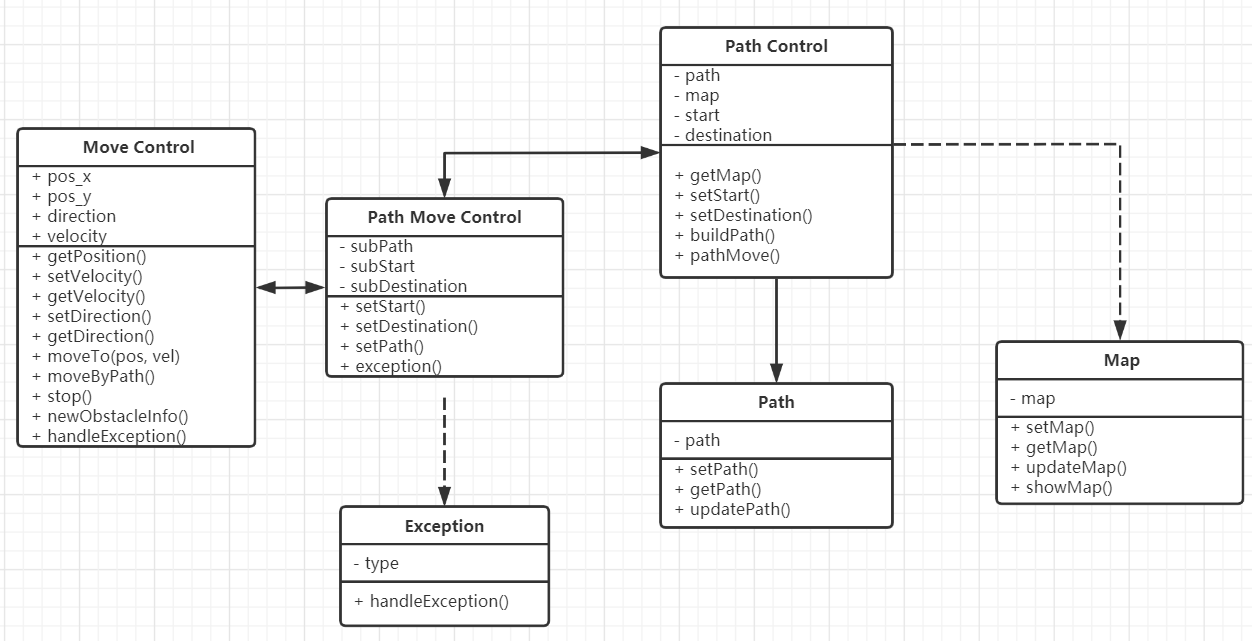 Path Control
- path
- map
- start
- destination
+ getMap()
+ setStart()
+ setDestination()
+ buildPath()
+ pathMove()
Move Control
+ pos_x
+ pos_y
+ direction
+ velocity
+ getPosition()
+ setVelocity()
+ getVelocity()
+ setDirection()
+ getDirection()
+ moveTo(pos, vel)
+ moveByPath()
+ stop()
+ newObstacleInfo()
+ handleException()
Path Move Control
- subPath
- subStart
- subDestination
+ setStart()
+ setDestination()
+ setPath()
+ exception()
Map
- map
+ setMap()
+ getMap()
+ updateMap()
+ showMap()
Path
- path
+ setPath()
+ getPath()
+ updatePath()
Exception
- type
+ handleException()